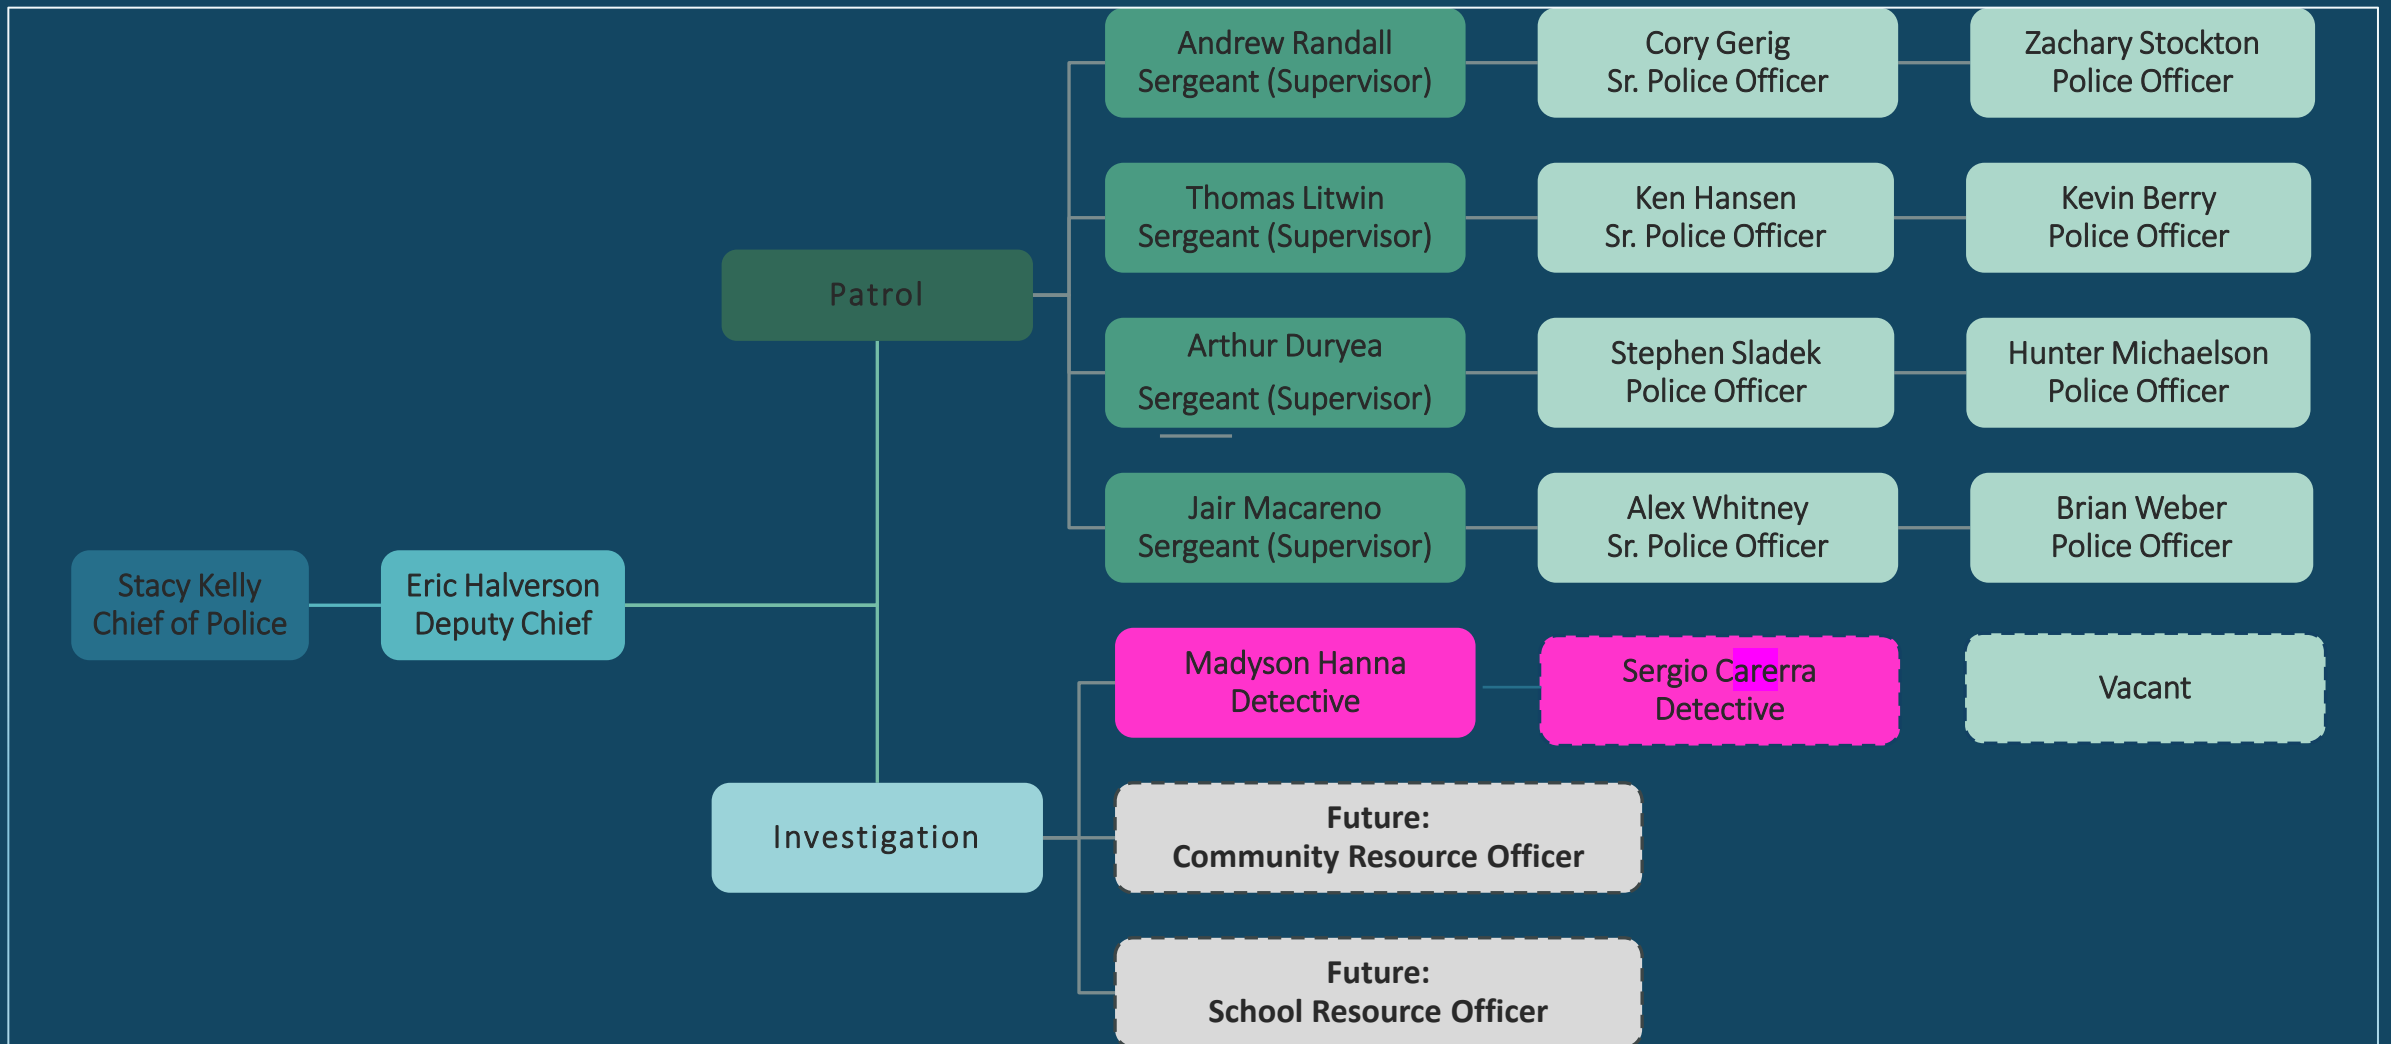 Andrew Randall
Sergeant (Supervisor)
Cory Gerig
Sr. Police Officer
Zachary Stockton
Police Officer
Thomas Litwin
Sergeant (Supervisor)
Ken Hansen
Sr. Police Officer
Kevin Berry
Police Officer
Patrol
Arthur Duryea
Sergeant (Supervisor)
Stephen Sladek
Police Officer
Hunter Michaelson
Police Officer
Jair Macareno
Sergeant (Supervisor)
Alex Whitney
Sr. Police Officer
Brian Weber
Police Officer
Stacy Kelly
Chief of Police
Eric Halverson
Deputy Chief
Madyson Hanna
Detective
Sergio Carerra
Detective
Vacant
Investigation
Future:
Community Resource Officer
Future:
School Resource Officer